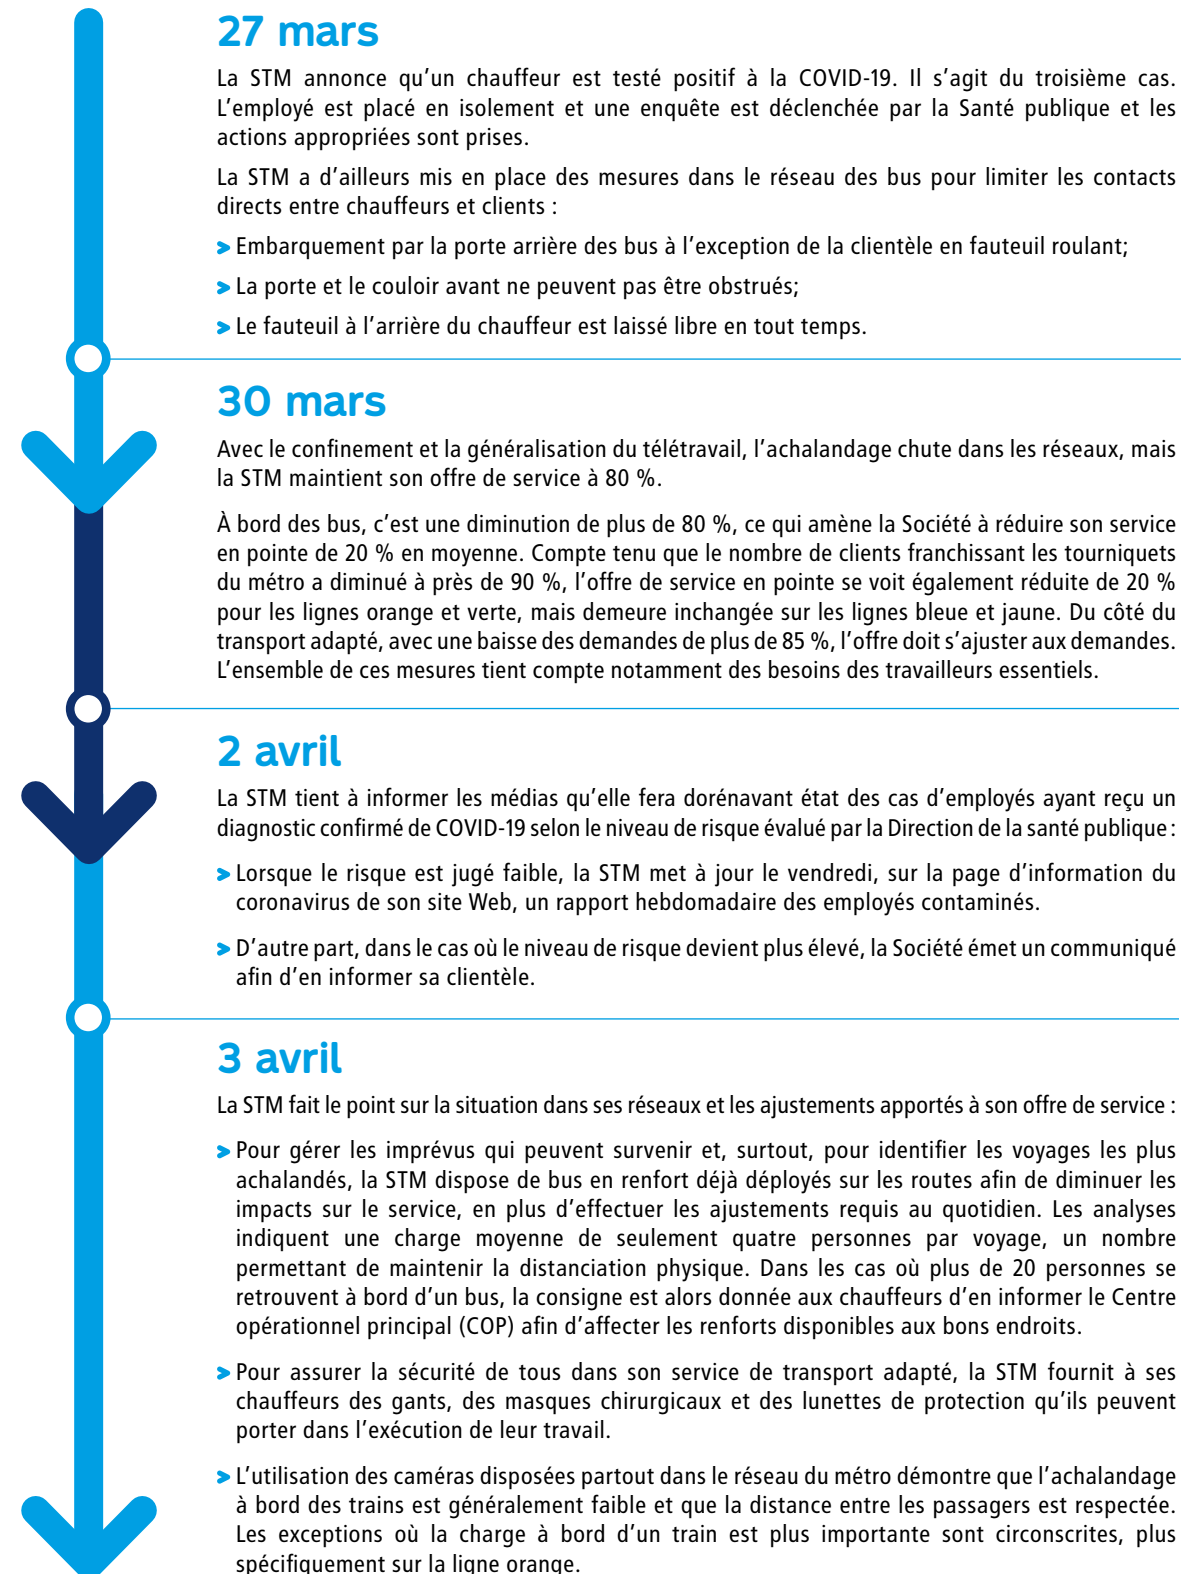 27 mars
La STM annonce qu’un chauffeur est testé positif à la COVID-19. Il s’agit du troisième cas.
L’employé est placé en isolement et une enquête est déclenchée par la Santé publique et les
actions appropriées sont prises.
La STM a d’ailleurs mis en place des mesures dans le réseau des bus pour limiter les contacts
directs entre chauffeurs et clients :
> Embarquement par la porte arrière des bus à l’exception de la clientèle en fauteuil roulant;
> La porte et le couloir avant ne peuvent pas être obstrués;
> Le fauteuil à l’arrière du chauffeur est laissé libre en tout temps.
30 mars
Avec le confinement et la généralisation du télétravail, l’achalandage chute dans les réseaux, mais
la STM maintient son offre de service à 80 %.
À bord des bus, c’est une diminution de plus de 80 %, ce qui amène la Société à réduire son service
en pointe de 20 % en moyenne. Compte tenu que le nombre de clients franchissant les tourniquets
du métro a diminué à près de 90 %, l’offre de service en pointe se voit également réduite de 20 %
pour les lignes orange et verte, mais demeure inchangée sur les lignes bleue et jaune. Du côté du
transport adapté, avec une baisse des demandes de plus de 85 %, l’offre doit s’ajuster aux demandes.
L’ensemble de ces mesures tient compte notamment des besoins des travailleurs essentiels.
2 avril
La STM tient à informer les médias qu’elle fera dorénavant état des cas d’employés ayant reçu un
diagnostic confirmé de COVID-19 selon le niveau de risque évalué par la Direction de la santé publique :
> Lorsque le risque est jugé faible, la STM met à jour le vendredi, sur la page d’information du
coronavirus de son site Web, un rapport hebdomadaire des employés contaminés.
> D’autre part, dans le cas où le niveau de risque devient plus élevé, la Société émet un communiqué
afin d’en informer sa clientèle.
3 avril
La STM fait le point sur la situation dans ses réseaux et les ajustements apportés à son offre de service :
> Pour gérer les imprévus qui peuvent survenir et, surtout, pour identifier les voyages les plus
achalandés, la STM dispose de bus en renfort déjà déployés sur les routes afin de diminuer les
impacts sur le service, en plus d’effectuer les ajustements requis au quotidien. Les analyses
indiquent une charge moyenne de seulement quatre personnes par voyage, un nombre
permettant de maintenir la distanciation physique. Dans les cas où plus de 20 personnes se
retrouvent à bord d’un bus, la consigne est alors donnée aux chauffeurs d’en informer le Centre
opérationnel principal (COP) afin d’affecter les renforts disponibles aux bons endroits.
> Pour assurer la sécurité de tous dans son service de transport adapté, la STM fournit à ses
chauffeurs des gants, des masques chirurgicaux et des lunettes de protection qu’ils peuvent
porter dans l’exécution de leur travail.
> L’utilisation des caméras disposées partout dans le réseau du métro démontre que l’achalandage
à bord des trains est généralement faible et que la distance entre les passagers est respectée.
Les exceptions où la charge à bord d’un train est plus importante sont circonscrites, plus
spécifiquement sur la ligne orange.